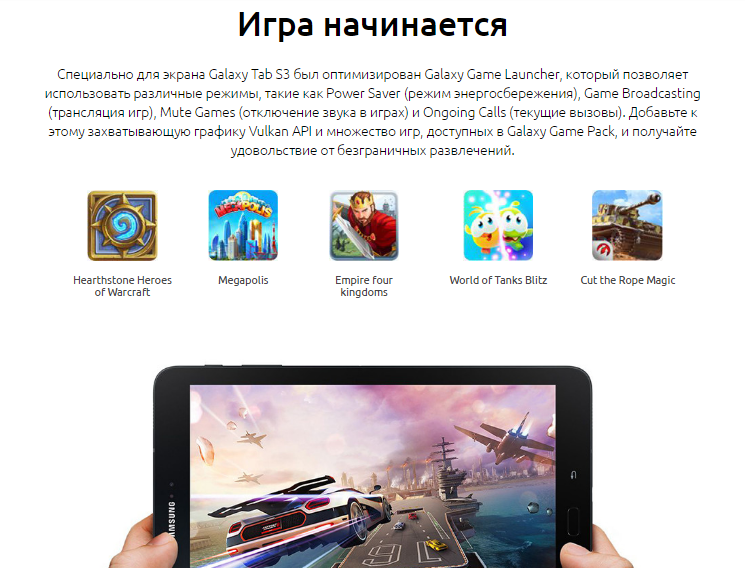 Игра начинается
Специально для экрана Galaxy Tab S3 был оптимизирован Galaxy Game Launcher, который позволяет
использовать различные режимы, такие как Power Saver (режим энергосбережения), Game Broadcasting
(трансляция игр), Mute Games (отключение звука в играх) и Ongoing Calls (текущие вызовы). Добавьте к
этому захватывающую графику Vulkan API и множество игр, доступных в Galaxy Game Pack, и получайте
удовольствие от безграничных развлечений.
MEGAPOLIS
Hearthstone Heroes
of Warcraft
Megapolis
Empire four
kingdoms
World of Tanks Blitz
Cut the Rope Magic
SAMSUNG